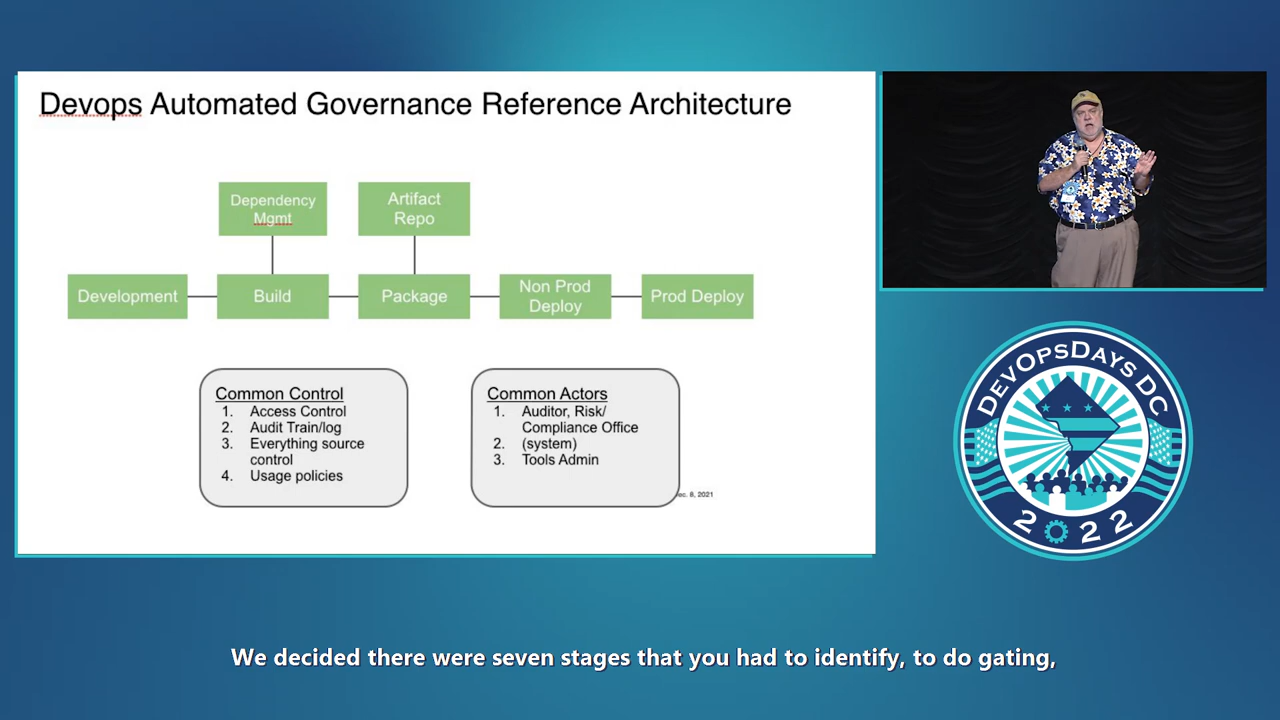 Devops Automated Governance Reference Architecture
Dependency
Mgmt
Artifact
Repo
Development
Build
Package
Non Prod
Deploy
Prod Deploy
Common Control
1. Access Control
2. Audit Train/log
3. Everything source
control
4. Usage policies
Common Actors
1. Auditor, Risk/
Compliance Office
2. (system)
3. Tools Admin
8, 2021
DEVOPSDAYS DC
2022
We decided there were seven stages that you had to identify, to do gating,